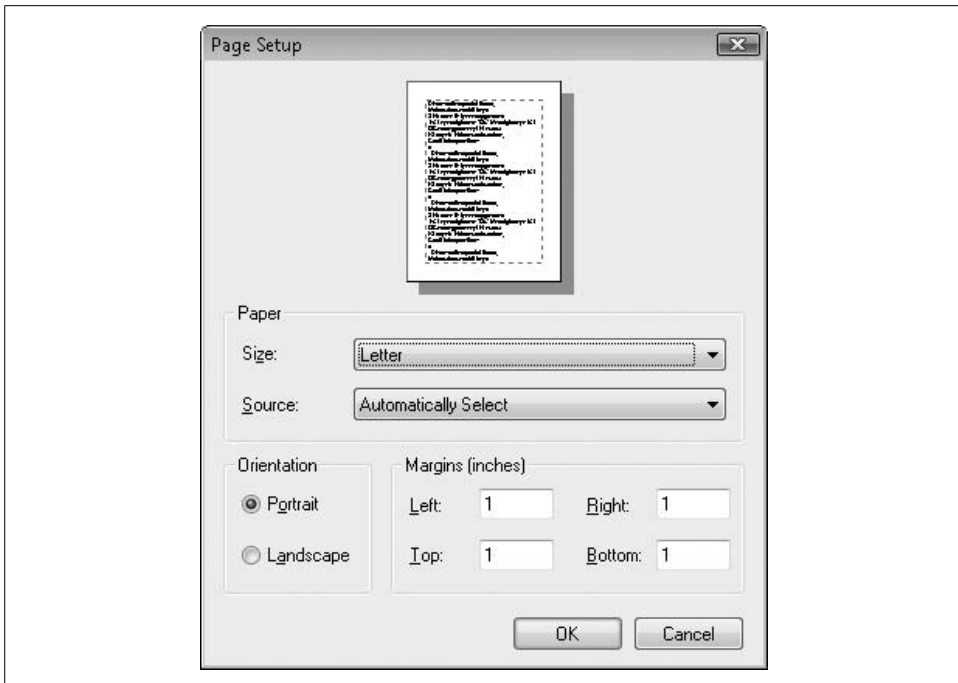 Page Setup
Paper
Size: Letter
Source: Automatically Select
Orientation
Portrait
Landscape
Margins (inches)
Left: 1 Right: 1
Top: 1 Bottom: 1
OK Cancel